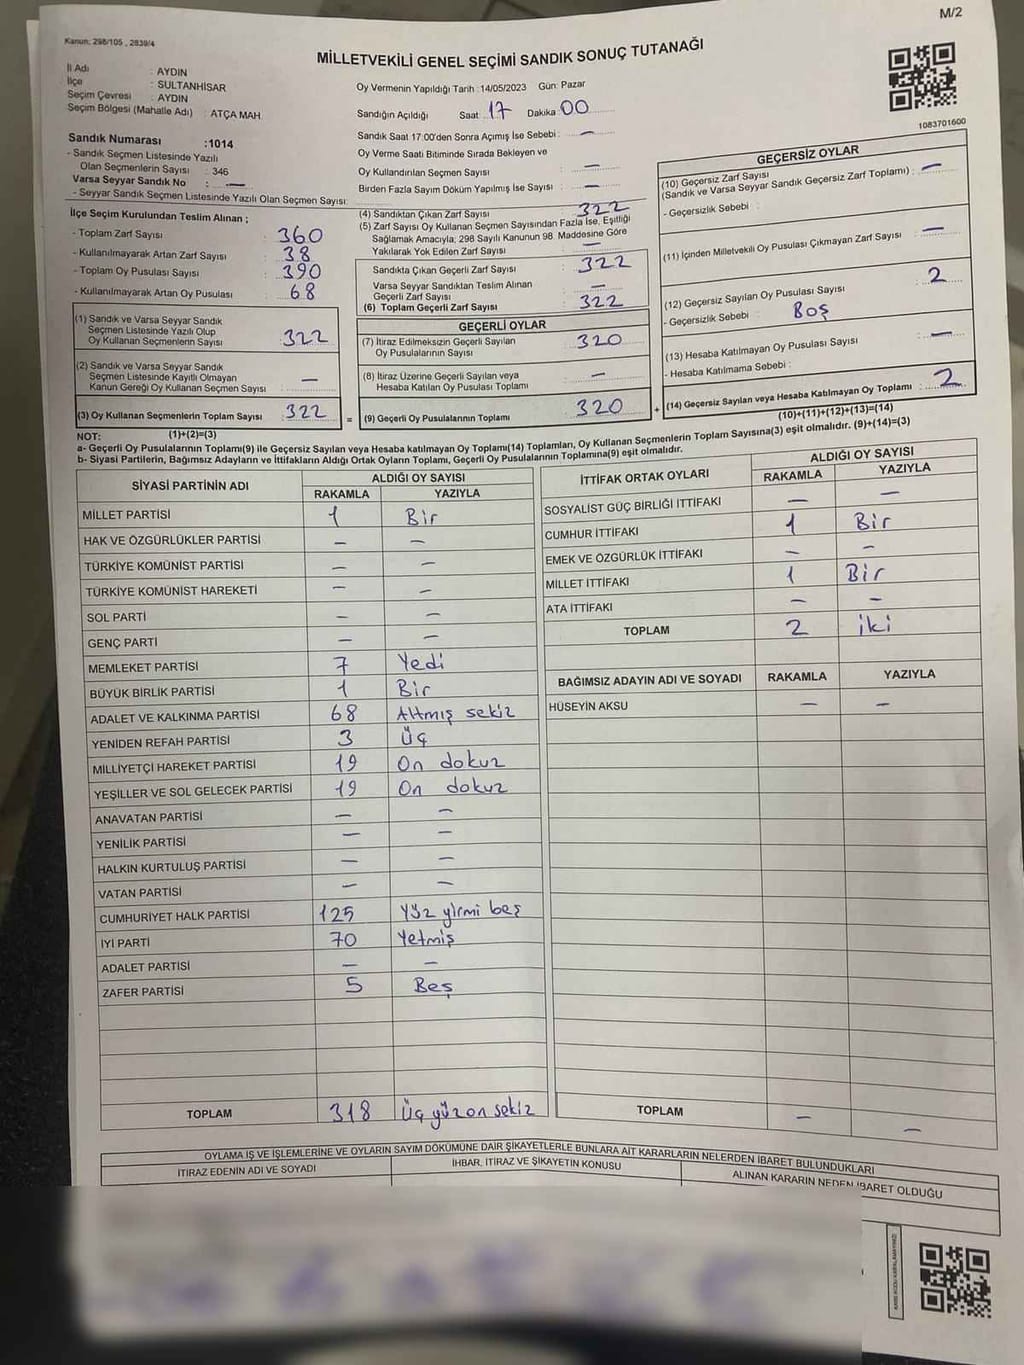 M/2
Kanun: 298/105 , 2839/4
MİLLETVEKİLİ GENEL SEÇİMİ SANDIK SONUÇ TUTANAĞI
İl Adı : AYDIN
İlçe : SULTANHİSAR
Seçim Çevresi : AYDIN
Seçim Bölgesi (Mahalle Adı) : ATÇA MAH.
Oy Vermenin Yapıldığı Tarih :14/05/2023 Gün: Pazar
Sandığın Açıldığı Saat : 17 Dakika : 00
Sandık Saat 17:00'den Sonra Açımış İse Sebebi : —
Oy Verme Saati Bitiminde Sırada Bekleyen ve
Oy Kullandırılan Seçmen Sayısı : —
Birden Fazla Sayım Döküm Yapılmış İse Sayısı : —
1083701600
Sandık Numarası :1014
- Sandık Seçmen Listesinde Yazılı
Olan Seçmenlerin Sayısı : 346
Varsa Seyyar Sandık No : —
- Seyyar Sandık Seçmen Listesinde Yazılı Olan Seçmen Sayısı:
İlçe Seçim Kurulundan Teslim Alınan ;
- Toplam Zarf Sayısı : 360
- Kullanılmayarak Artan Zarf Sayısı : 38
- Toplam Oy Pusulası Sayısı : 390
- Kullanılmayarak Artan Oy Pusulası : 68
(1) Sandık ve Varsa Seyyar Sandık
Seçmen Listesinde Yazılı Olup
Oy Kullanan Seçmenlerin Sayısı : 322
(2) Sandık ve Varsa Seyyar Sandık
Seçmen Listesinde Kayıtlı Olmayan
Kanun Gereği Oy Kullanan Seçmen Sayısı : —
(3) Oy Kullanan Seçmenlerin Toplam Sayısı : 322
(1)+(2)=(3)
(4) Sandıktan Çıkan Zarf Sayısı : 322
(5) Zarf Sayısı Oy Kullanan Seçmen Sayısından Fazla İse, Eşitliği
Sağlamak Amacıyla; 298 Sayılı Kanunun 98. Maddesine Göre
Yakılarak Yok Edilen Zarf Sayısı : —
Sandıkta Çıkan Geçerli Zarf Sayısı : 322
Varsa Seyyar Sandıktan Teslim Alınan
Geçerli Zarf Sayısı : —
(6) Toplam Geçerli Zarf Sayısı : 322
GEÇERLİ OYLAR
(7) İtiraz Edilmeksizin Geçerli Sayılan
Oy Pusulalarının Sayısı : 320
(8) İtiraz Üzerine Geçerli Sayılan veya
Hesaba Katılan Oy Pusulası Toplamı : —
= (9) Geçerli Oy Pusulalarının Toplamı : 320
GEÇERSİZ OYLAR
(10) Geçersiz Zarf Sayısı
(Sandık ve Varsa Seyyar Sandık Geçersiz Zarf Toplamı) : —
- Geçersizlik Sebebi :
(11) İçinden Milletvekili Oy Pusulası Çıkmayan Zarf Sayısı : —
(12) Geçersiz Sayılan Oy Pusulası Sayısı : 2
- Geçersizlik Sebebi : Boş
(13) Hesaba Katılmayan Oy Pusulası Sayısı : —
- Hesaba Katılmama Sebebi :
+ (14) Geçersiz Sayılan veya Hesaba Katılmayan Oy Toplamı : 2
(10)+(11)+(12)+(13)=(14)
NOT:
a- Geçerli Oy Pusulalarının Toplamı(9) ile Geçersiz Sayılan veya Hesaba katılmayan Oy Toplamı(14) Toplamları, Oy Kullanan Seçmenlerin Toplam Sayısına(3) eşit olmalıdır. (9)+(14)=(3)
b- Siyasi Partilerin, Bağımsız Adayların ve İttifakların Aldığı Ortak Oyların Toplamı, Geçerli Oy Pusulalarının Toplamına(9) eşit olmalıdır.
SİYASİ PARTİNİN ADI ALDIĞI OY SAYISI
RAKAMLA YAZIYLA
MİLLET PARTİSİ 1 Bir
HAK VE ÖZGÜRLÜKLER PARTİSİ — —
TÜRKİYE KOMÜNİST PARTİSİ — —
TÜRKİYE KOMÜNİST HAREKETİ — —
SOL PARTİ — —
GENÇ PARTİ — —
MEMLEKET PARTİSİ 7 Yedi
BÜYÜK BİRLİK PARTİSİ 1 Bir
ADALET VE KALKINMA PARTİSİ 68 Altmış sekiz
YENİDEN REFAH PARTİSİ 3 Üç
MİLLİYETÇİ HAREKET PARTİSİ 19 On dokuz
YEŞİLLER VE SOL GELECEK PARTİSİ 19 On dokuz
ANAVATAN PARTİSİ — —
YENİLİK PARTİSİ — —
HALKIN KURTULUŞ PARTİSİ — —
VATAN PARTİSİ — —
CUMHURİYET HALK PARTİSİ 125 Yüz yirmi beş
İYİ PARTİ 70 Yetmiş
ADALET PARTİSİ — —
ZAFER PARTİSİ 5 Beş
TOPLAM 318 Üç yüz on sekiz
İTTİFAK ORTAK OYLARI ALDIĞI OY SAYISI
RAKAMLA YAZIYLA
SOSYALİST GÜÇ BİRLİĞİ İTTİFAKI — —
CUMHUR İTTİFAKI 1 Bir
EMEK VE ÖZGÜRLÜK İTTİFAKI — —
MİLLET İTTİFAKI 1 Bir
ATA İTTİFAKI — —
TOPLAM 2 iki
BAĞIMSIZ ADAYIN ADI VE SOYADI RAKAMLA YAZIYLA
HÜSEYİN AKSU — —
TOPLAM — —
OYLAMA İŞ VE İŞLEMLERİNE VE OYLARIN SAYIM DÖKÜMÜNE DAİR ŞİKAYETLERLE BUNLARA AİT KARARLARIN NELERDEN İBARET BULUNDUKLARI
İTİRAZ EDENİN ADI VE SOYADI İHBAR, İTİRAZ VE ŞİKAYETİN KONUSU ALINAN KARARIN NEDEN İBARET OLDUĞU